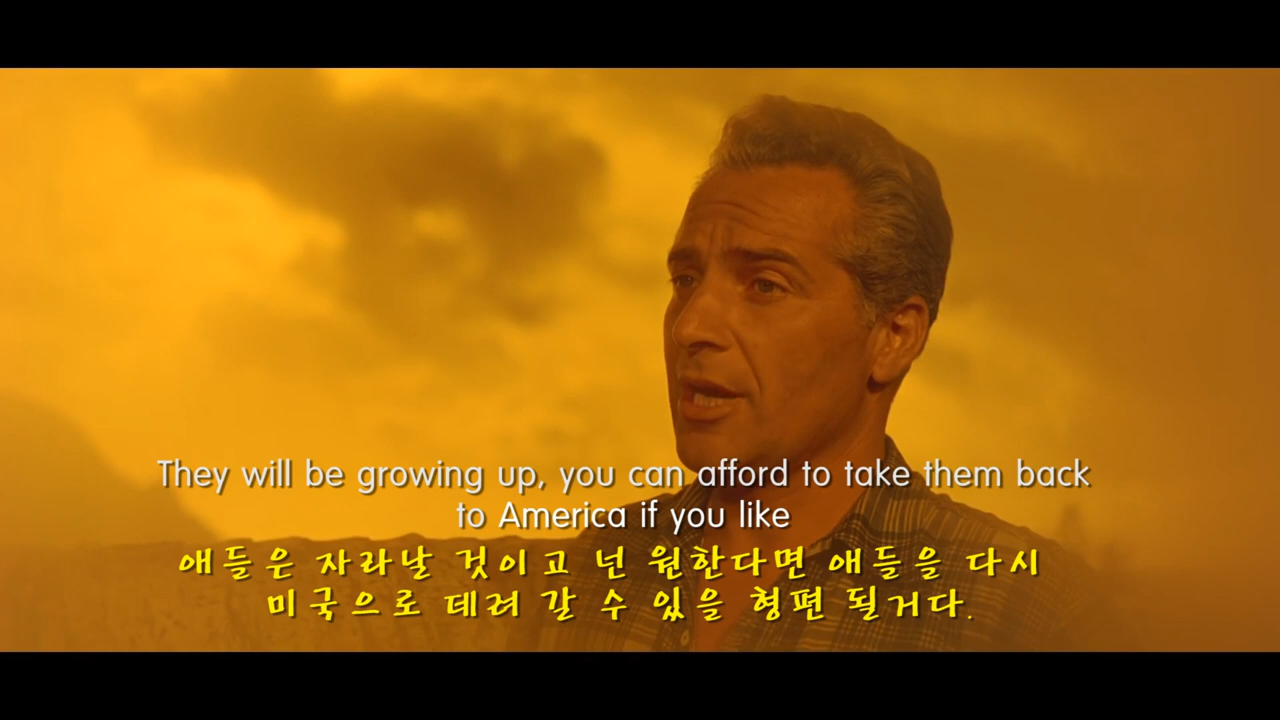 They will be growing up, you can afford to take them back
to America if you like
애들은 자라날 것이고 넌 원한다면 애들을 다시
미국으로 데려 갈 수 있을 형편 될거다.